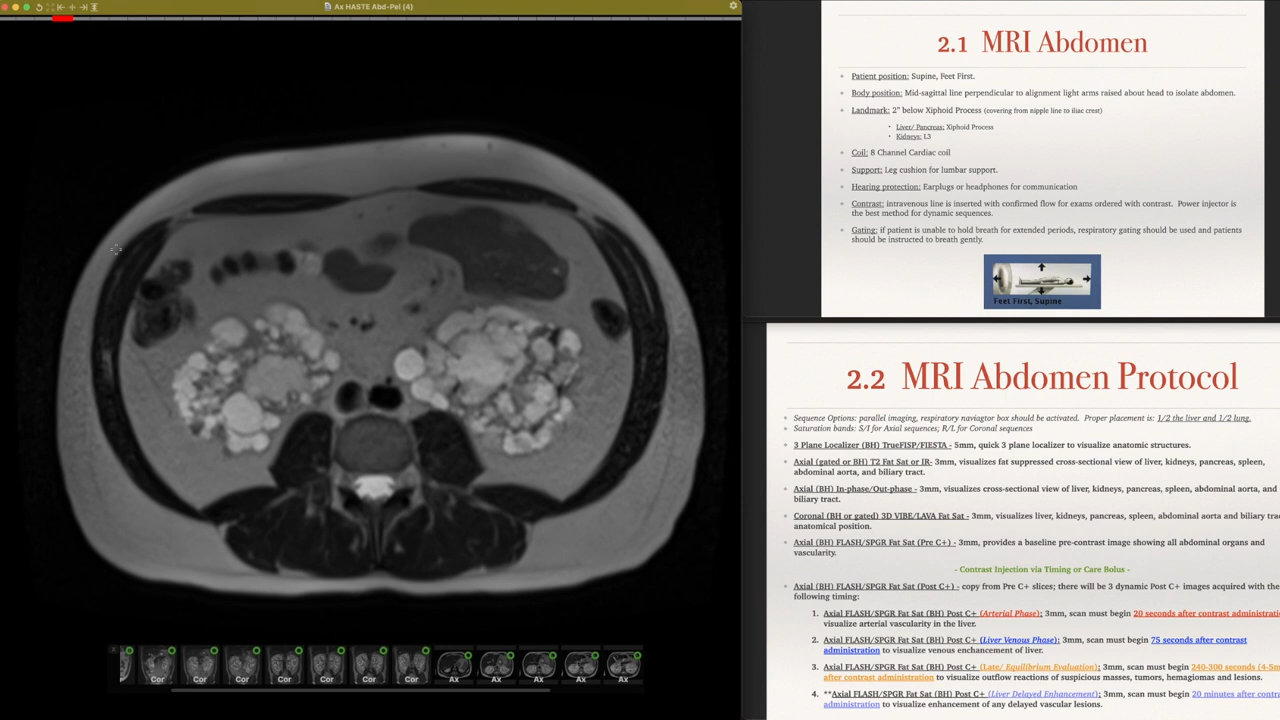 Ax HASTE Abd-Pel (4)
Cor
Cor
Cor
Cor
Cor
Cor
Cor
Ax
Ax
Ax
Ax
Ax
2.1 MRI Abdomen
Patient position: Supine, Feet First.
Body position: Mid-sagittal line perpendicular to alignment light arms raised about head to isolate abdomen.
Landmark: 2" below Xiphoid Process (covering from nipple line to iliac crest)
Liver/ Pancreas: Xiphoid Process
Kidneys: L3
Coil: 8 Channel Cardiac coil
Support: Leg cushion for lumbar support.
Hearing protection: Earplugs or headphones for communication
Contrast: intravenous line is inserted with confirmed flow for exams ordered with contrast. Power injector is
the best method for dynamic sequences.
Gating: if patient is unable to hold breath for extended periods, respiratory gating should be used and patients
should be instructed to breath gently.
Feet First, Supine
2.2 MRI Abdomen Protocol
Sequence Options: parallel imaging, respiratory naviagtor box should be activated. Proper placement is: 1/2 the liver and 1/2 lung.
Saturation bands: S/I for Axial sequences; R/L for Coronal sequences
3 Plane Localizer (BH) TrueFISP/FIESTA - 5mm, quick 3 plane localizer to visualize anatomic structures.
Axial (gated or BH) T2 Fat Sat or IR- 3mm, visualizes fat suppressed cross-sectional view of liver, kidneys, pancreas, spleen,
abdominal aorta, and biliary tract.
Axial (BH) In-phase/Out-phase - 3mm, visualizes cross-sectional view of liver, kidneys, pancreas, spleen, abdominal aorta, and
biliary tract.
Coronal (BH or gated) 3D VIBE/LAVA Fat Sat - 3mm, visualizes liver, kidneys, pancreas, spleen, abdominal aorta and biliary
anatomical position.
Axial (BH) FLASH/SPGR Fat Sat (Pre C+) - 3mm, provides a baseline pre-contrast image showing all abdominal organs and
vascularity.
- Contrast Injection via Timing or Care Bolus -
Axial (BH) FLASH/SPGR Fat Sat (Post C+) - copy from Pre C+ slices; there will be 3 dynamic Post C+ images acquired with the
following timing:
1. Axial FLASH/SPGR Fat Sat (BH) Post C+ (Arterial Phase): 3mm, scan must begin 20 seconds after contrast
visualize arterial vascularity in the liver.
2. Axial FLASH/SPGR Fat Sat (BH) Post C+ (Liver Venous Phase): 3mm, scan must begin 75 seconds after contrast
administration to visualize venous enchancement of liver.
3. Axial FLASH/SPGR Fat Sat (BH) Post C+ (Late/ Equilibrium Evaluation): 3mm, scan must begin 240-300 seconds
after contrast administration to visualize outflow reactions of suspicious masses, tumors, hemagiomas and lesions.
4. **Axial FLASH/SPGR Fat Sat (BH) Post C+ (Liver Delayed Enhancement): 3mm, scan must begin 20 minutes after
administration to visualize enhancement of any delayed vascular lesions.